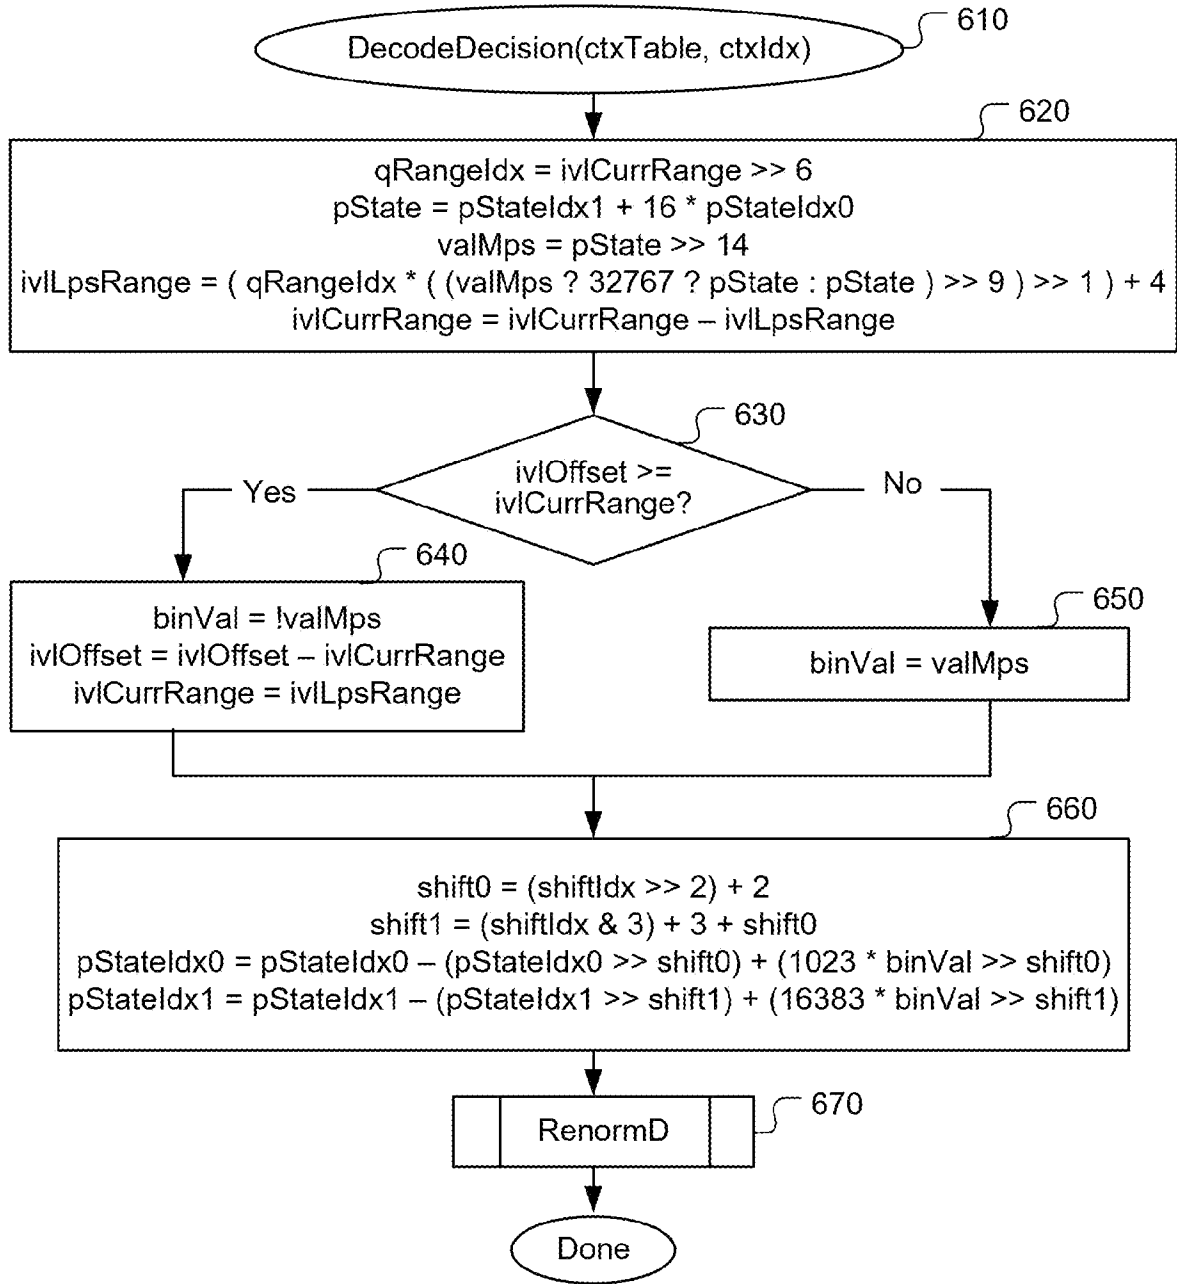 DecodeDecision(ctxTable, ctxIdx)
610
620
qRangeIdx = ivlCurrRange >> 6
pState = pStateIdx1 + 16 * pStateIdx0
valMps = pState >> 14
ivlLpsRange = ( qRangeIdx * ( (valMps ? 32767 ? pState : pState ) >> 9 ) >> 1 ) + 4
ivlCurrRange = ivlCurrRange – ivlLpsRange
630
ivlOffset >=
ivlCurrRange?
Yes
No
640
binVal = !valMps
ivlOffset = ivlOffset – ivlCurrRange
ivlCurrRange = ivlLpsRange
650
binVal = valMps
660
shift0 = (shiftIdx >> 2) + 2
shift1 = (shiftIdx & 3) + 3 + shift0
pStateIdx0 = pStateIdx0 – (pStateIdx0 >> shift0) + (1023 * binVal >> shift0)
pStateIdx1 = pStateIdx1 – (pStateIdx1 >> shift1) + (16383 * binVal >> shift1)
670
RenormD
Done